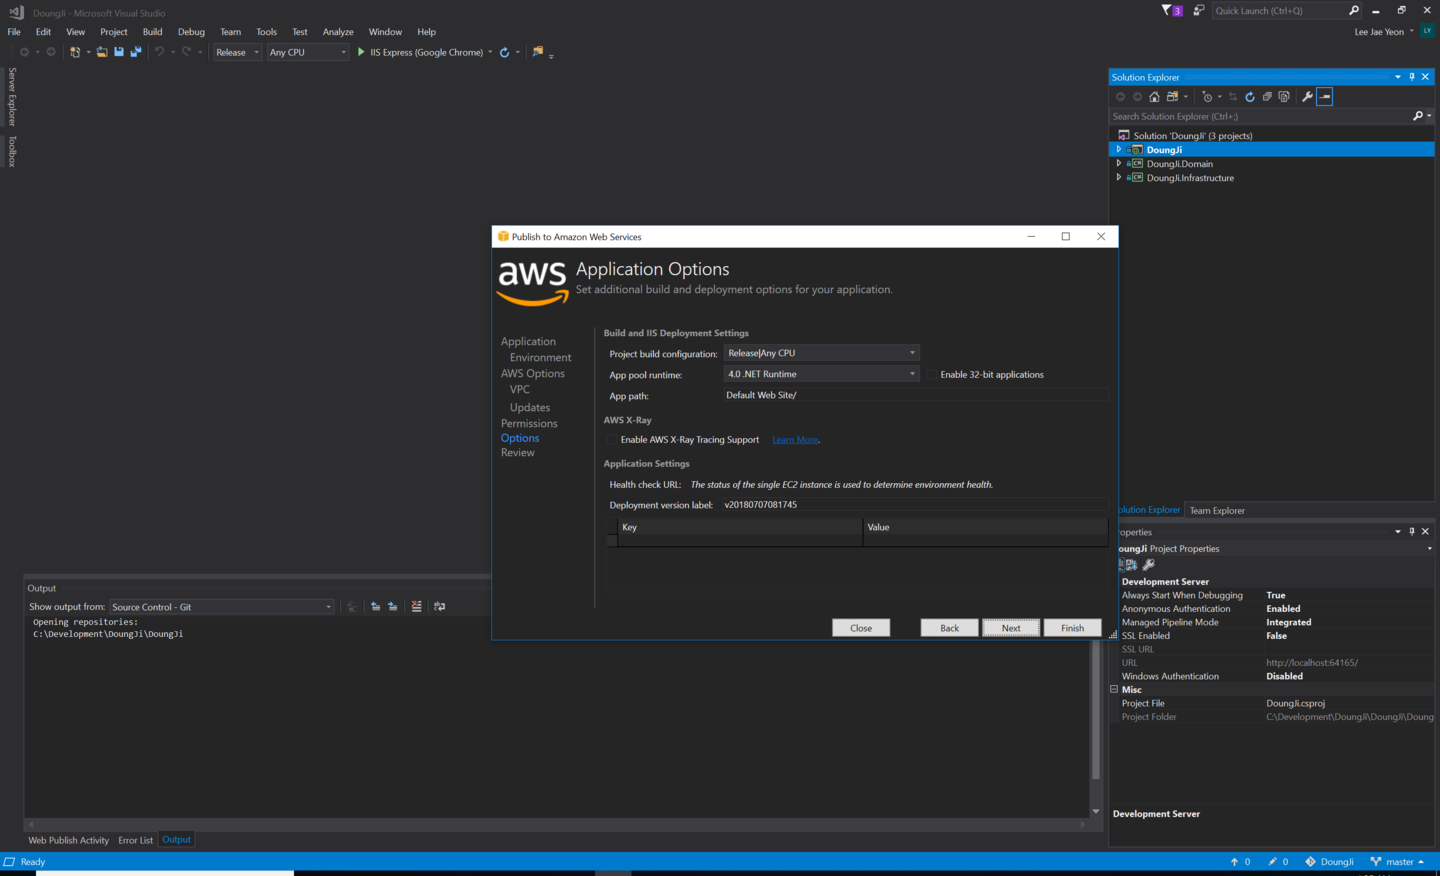 DoungJi - Microsoft Visual Studio
3
Quick Launch (Ctrl+Q)
File Edit View Project Build Debug Team Tools Test Analyze Window Help
Lee Jae Yeon
LY
Release Any CPU IIS Express (Google Chrome)
Server Explorer
Toolbox
Solution Explorer
Search Solution Explorer (Ctrl+;)
Solution 'DoungJi' (3 projects)
DoungJi
DoungJi.Domain
DoungJi.Infrastructure
Publish to Amazon Web Services
aws
Application Options
Set additional build and deployment options for your application.
Application
Environment
AWS Options
VPC
Updates
Permissions
Options
Review
Build and IIS Deployment Settings
Project build configuration: Release|Any CPU
App pool runtime: 4.0 .NET Runtime Enable 32-bit applications
App path: Default Web Site/
AWS X-Ray
Enable AWS X-Ray Tracing Support Learn More.
Application Settings
Health check URL: The status of the single EC2 instance is used to determine environment health.
Deployment version label: v20180707081745
Key Value
Close Back Next Finish
olution Explorer Team Explorer
roperties
oungJi Project Properties
Development Server
Always Start When Debugging True
Anonymous Authentication Enabled
Managed Pipeline Mode Integrated
SSL Enabled False
SSL URL
URL http://localhost:64165/
Windows Authentication Disabled
Misc
Project File DoungJi.csproj
Project Folder C:\Development\DoungJi\DoungJi\Doung
Development Server
Output
Show output from: Source Control - Git
Opening repositories:
C:\Development\DoungJi\DoungJi
Web Publish Activity Error List Output
Ready
0 0 DoungJi master